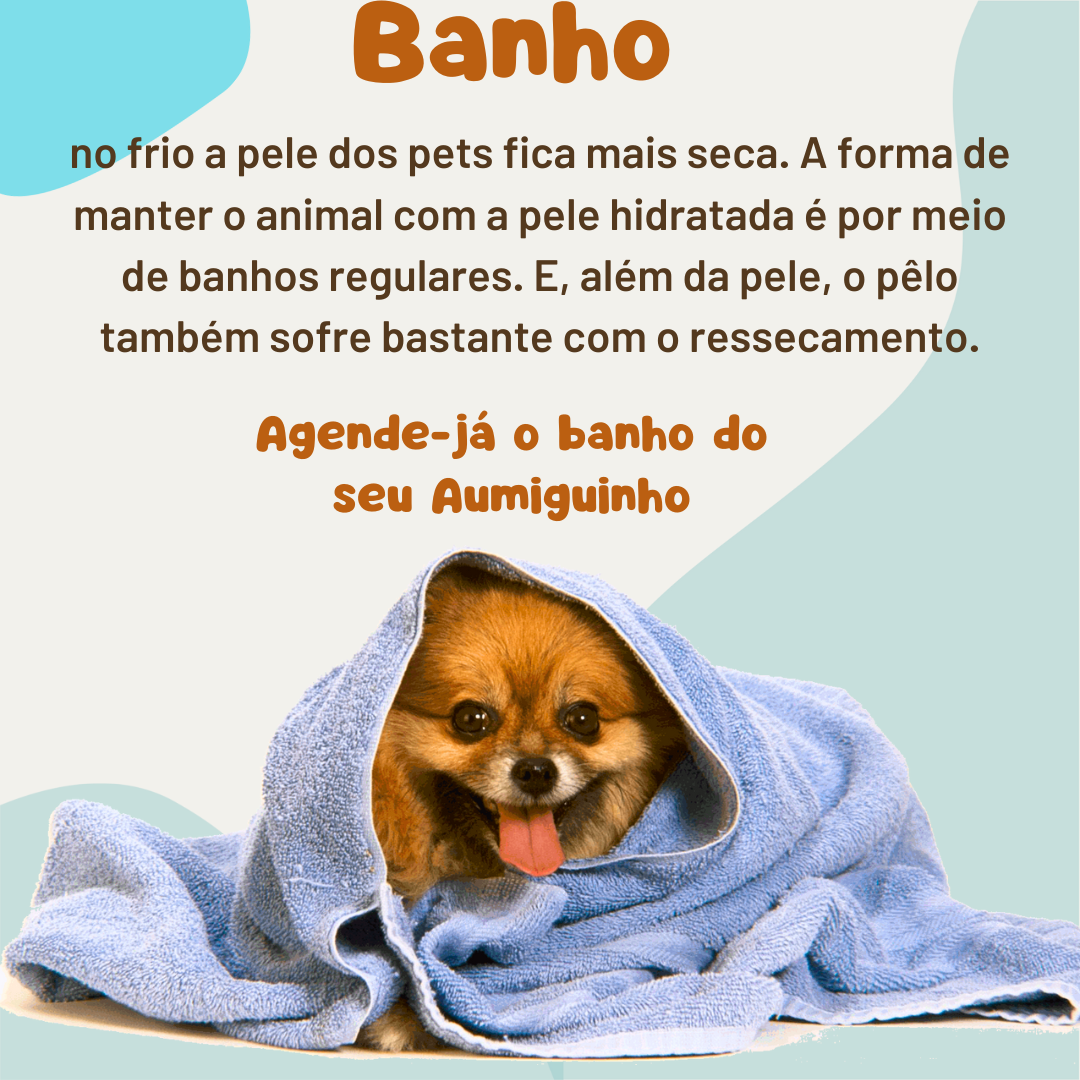 Banho
no frio a pele dos pets fica mais seca. A forma de
manter o animal com a pele hidratada é por meio
de banhos regulares. E, além da pele, o pêlo
também sofre bastante com o ressecamento.
Agende-já o banho do
seu Aumiguinho